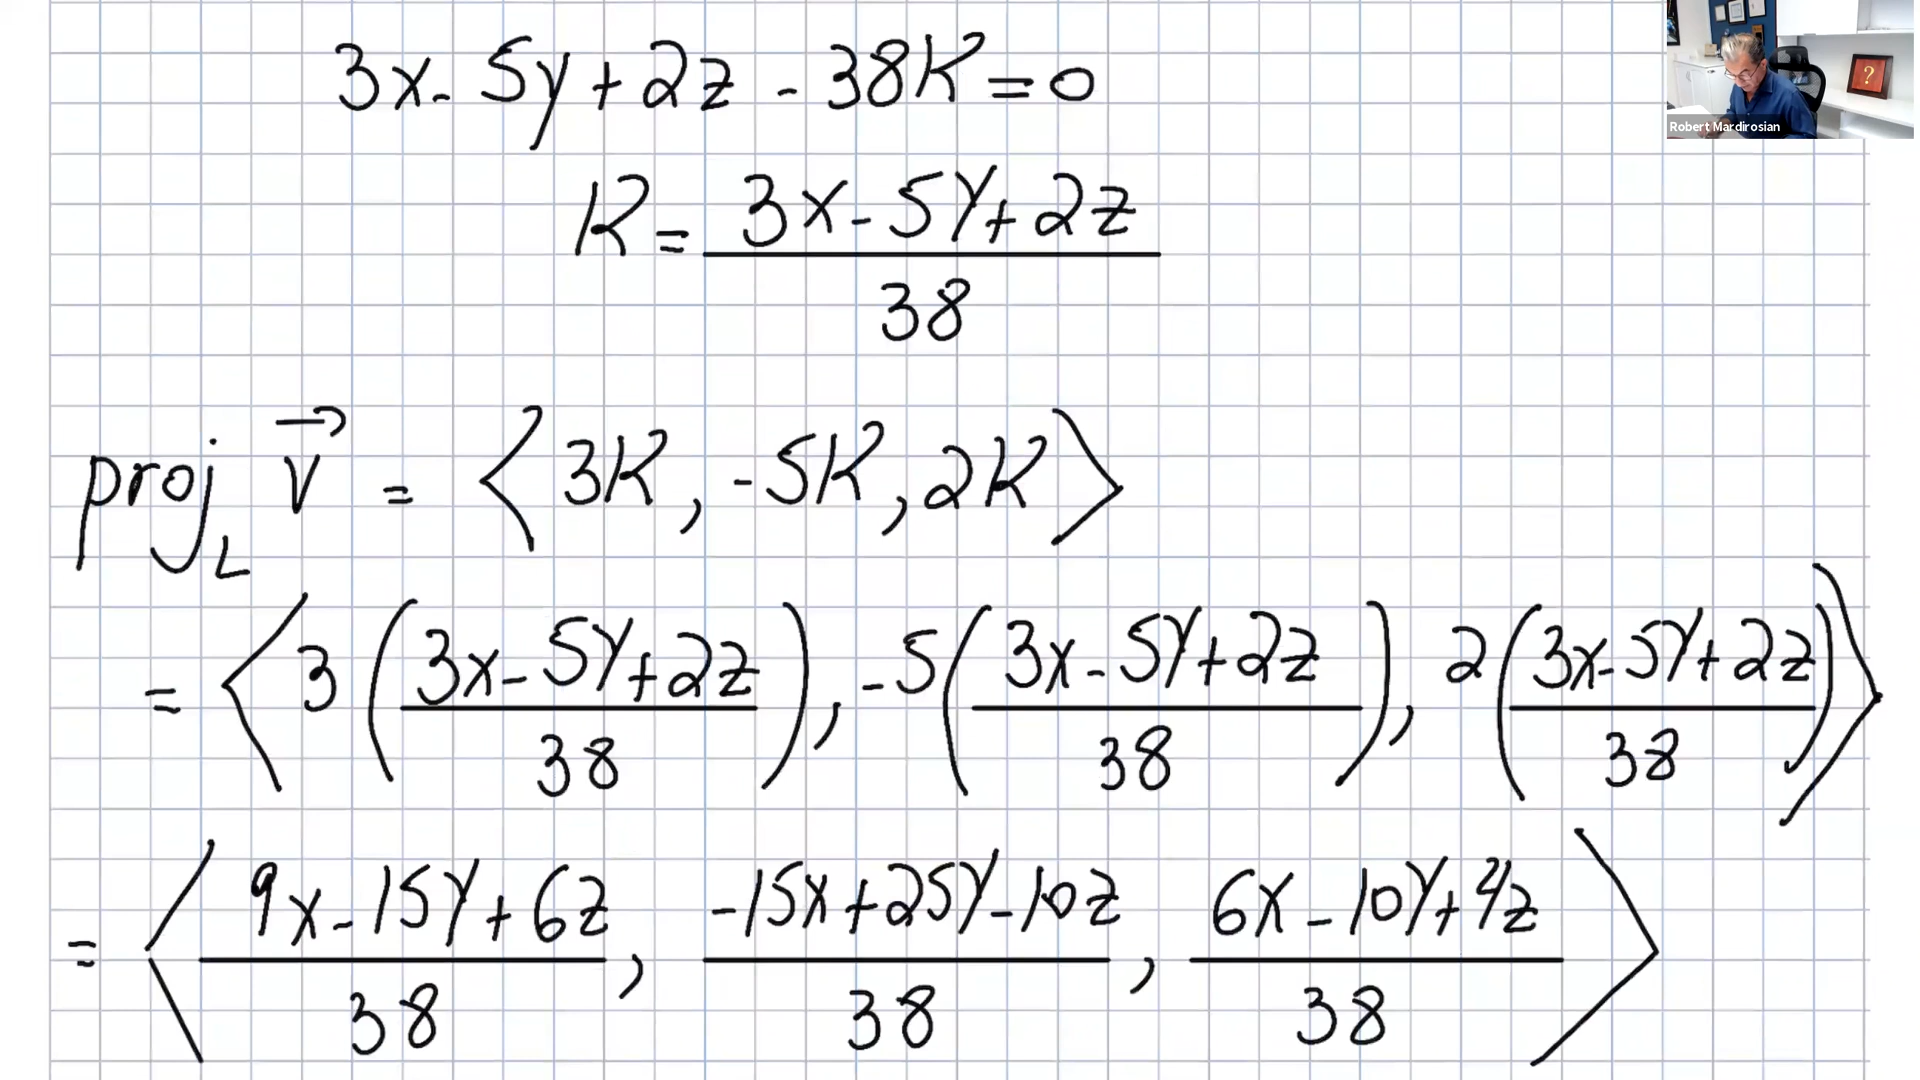 3x - 5y + 2z - 38K = 0
?
Robert Mardirosian
K = (3x - 5y + 2z) / 38
proj_L v⃗ = ⟨3K, -5K, 2K⟩
= ⟨3((3x - 5y + 2z) / 38), -5((3x - 5y + 2z) / 38), 2((3x - 5y + 2z) / 38)⟩
= ⟨(9x - 15y + 6z) / 38, (-15x + 25y - 10z) / 38, (6x - 10y + 4z) / 38⟩